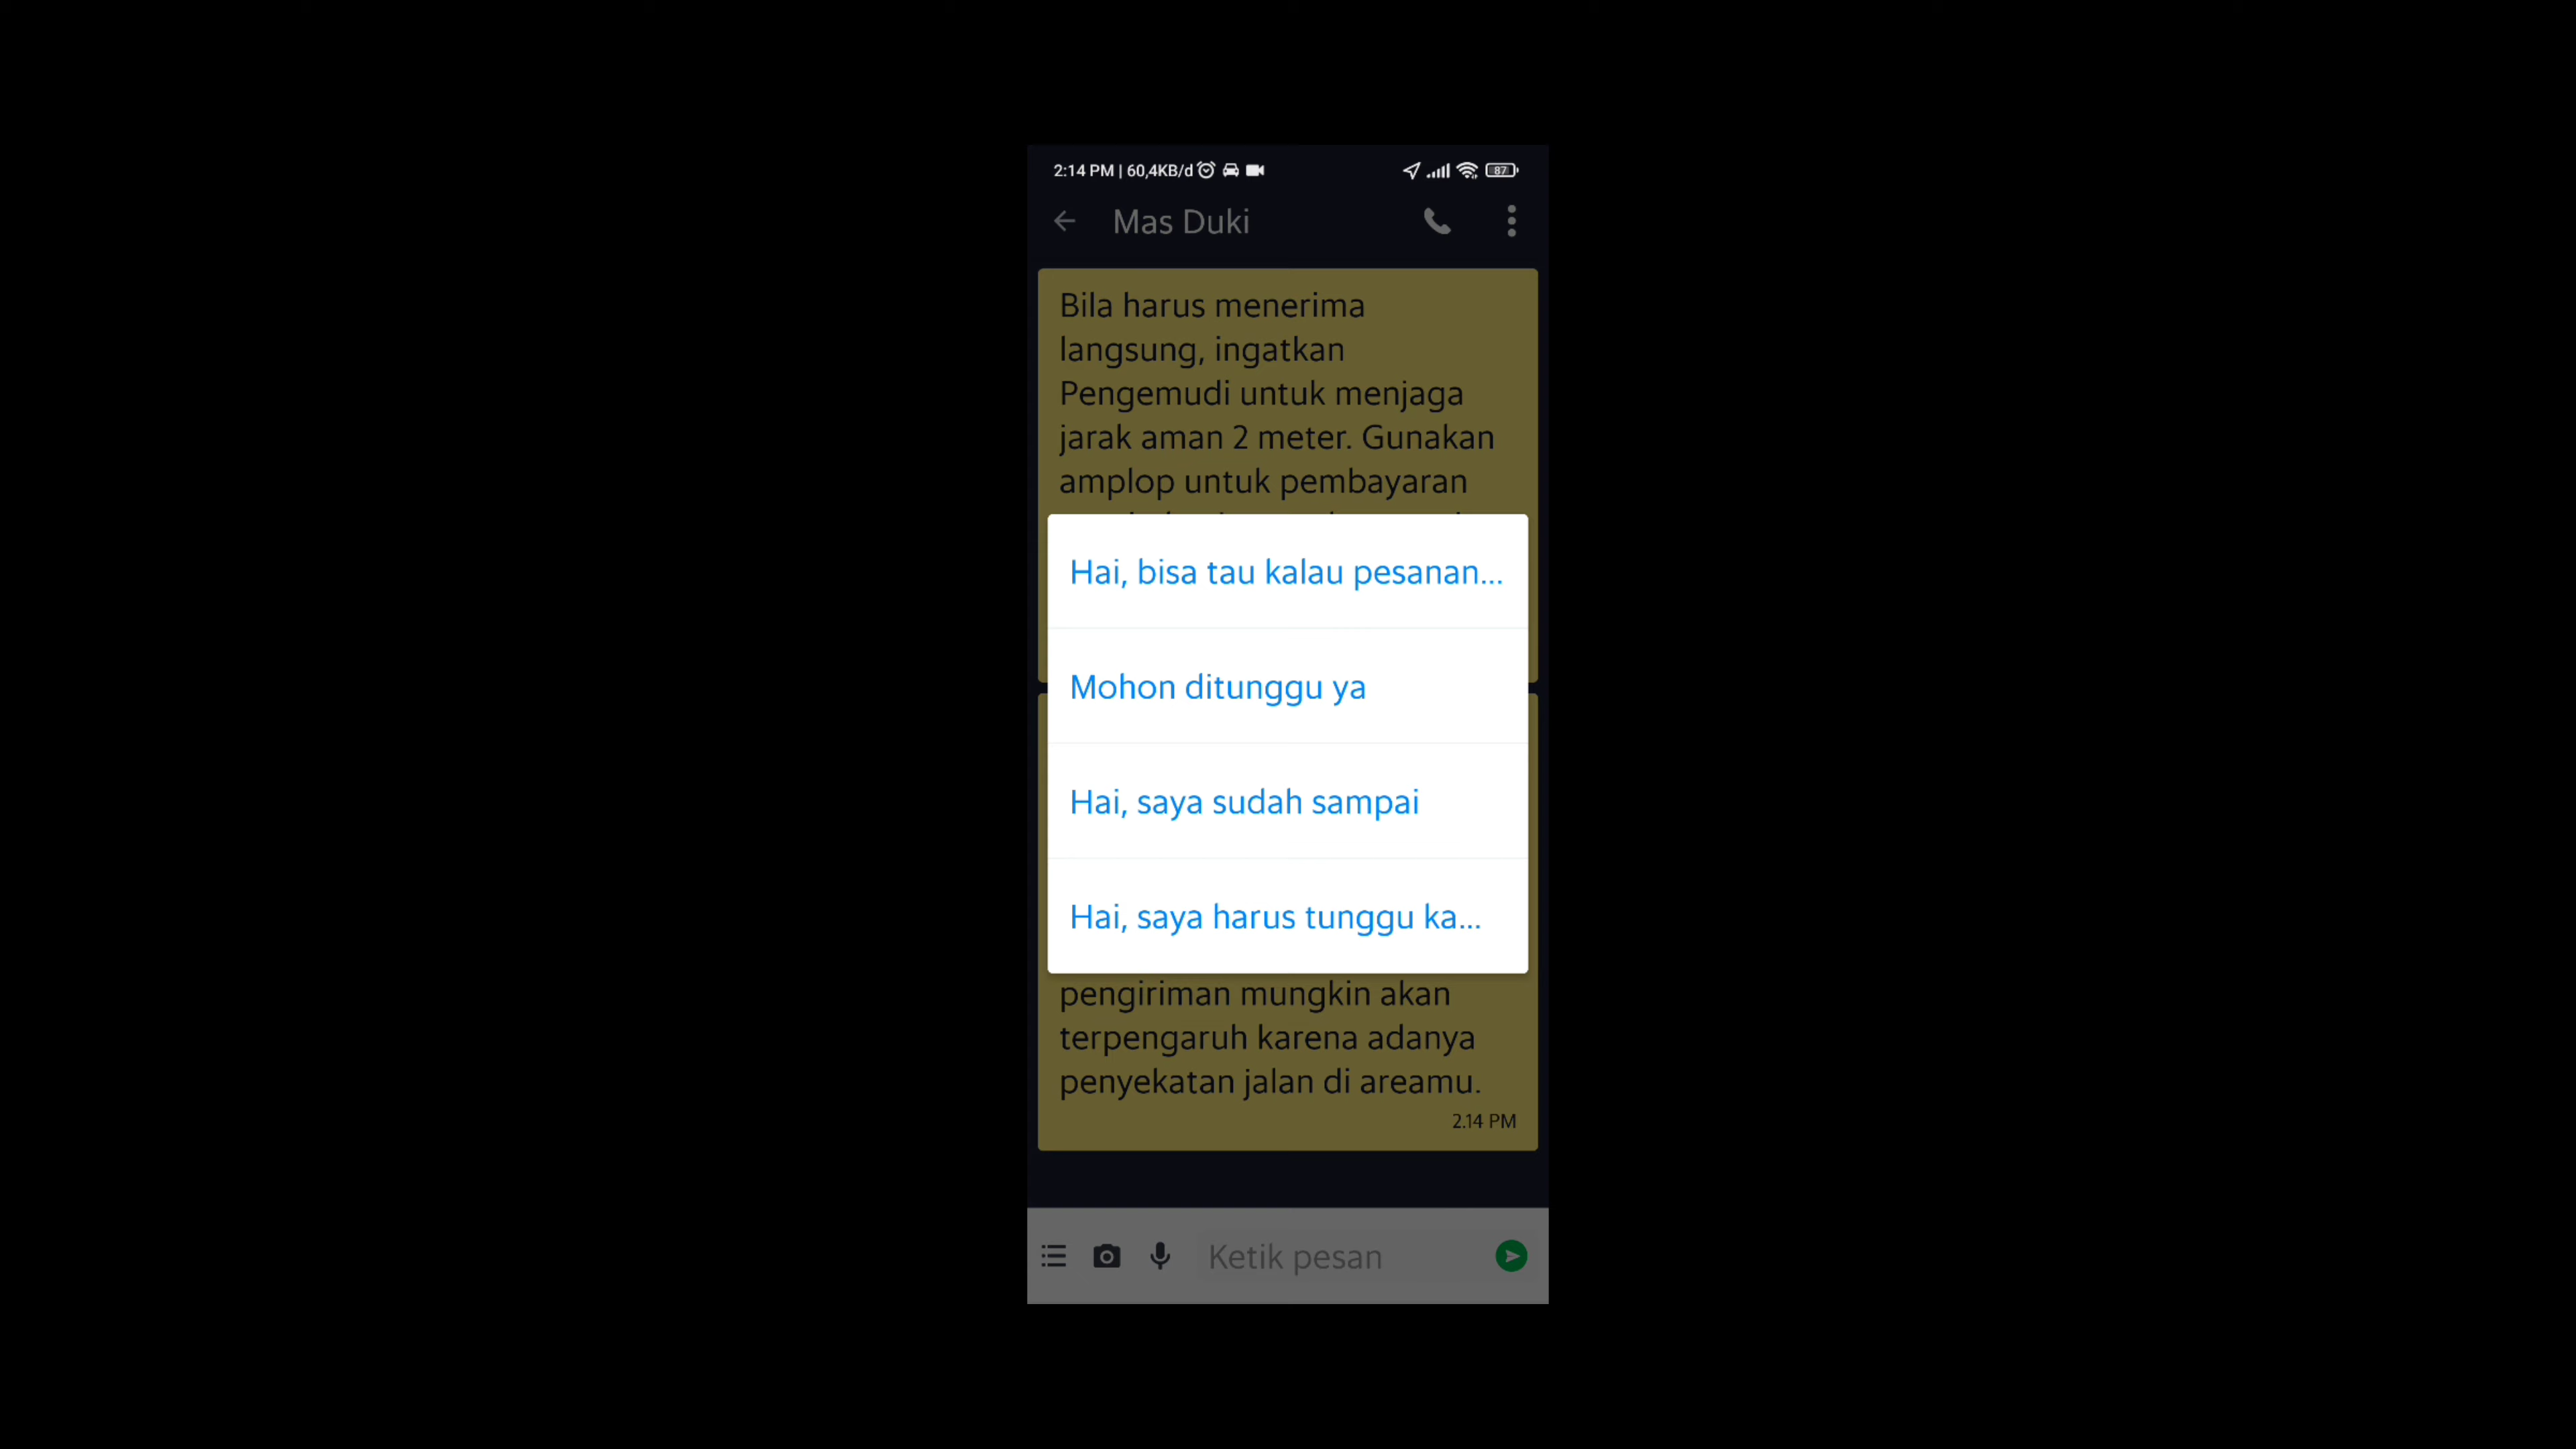 2:14 PM | 60,4KB/d
87
Mas Duki
Bila harus menerima
langsung, ingatkan
Pengemudi untuk menjaga
jarak aman 2 meter. Gunakan
amplop untuk pembayaran
Hai, bisa tau kalau pesanan...
Mohon ditunggu ya
Hai, saya sudah sampai
Hai, saya harus tunggu ka...
pengiriman mungkin akan
terpengaruh karena adanya
penyekatan jalan di areamu.
2.14 PM
Ketik pesan